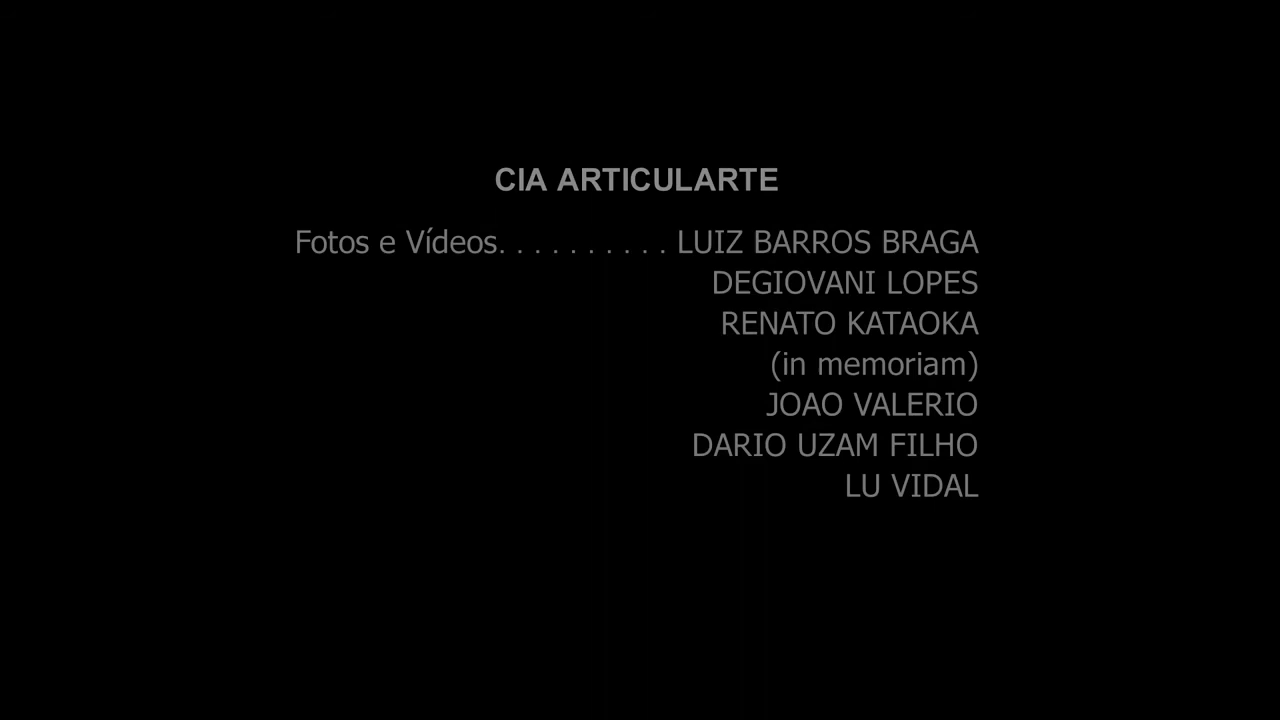 CIA ARTICULARTE
Fotos e Vídeos. . . . . . . . . . LUIZ BARROS BRAGA
DEGIOVANI LOPES
RENATO KATAOKA
(in memoriam)
JOAO VALERIO
DARIO UZAM FILHO
LU VIDAL